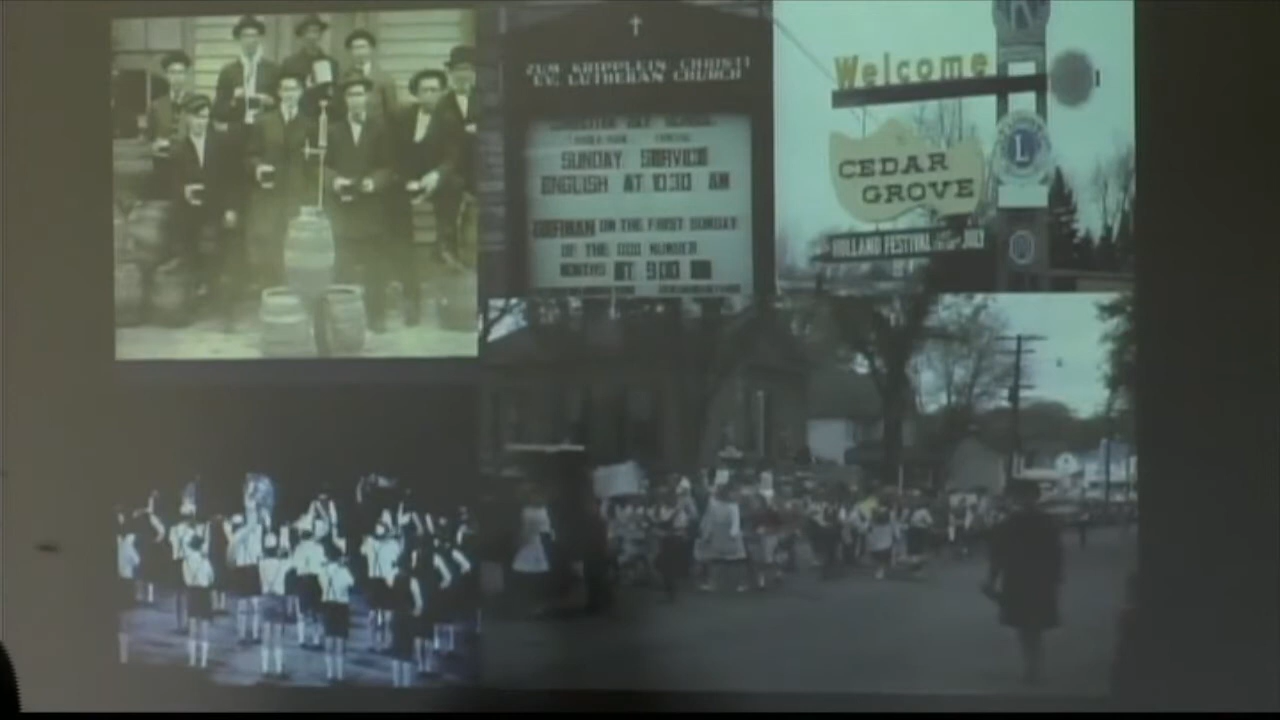 ZUM KRIPPLEIN CHRISTI
EV. LUTHERAN CHURCH
SUNDAY SERVICE
ENGLISH AT 10:30 AM
GERMAN ON THE FIRST SUNDAY
OF THE ODD NUMBER
MONTHS AT 9:00
K
Welcome
L
CEDAR
GROVE
HOLLAND FESTIVAL